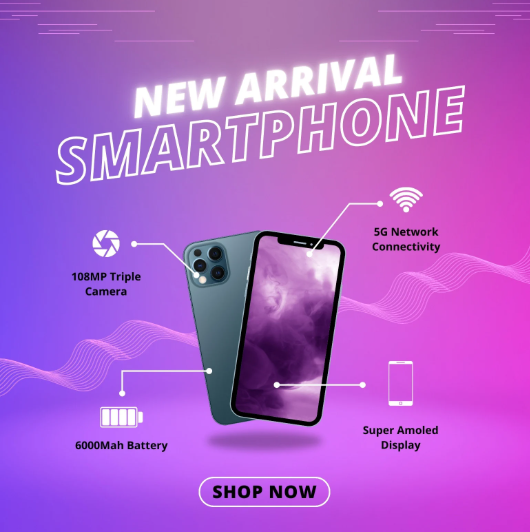 NEW ARRIVAL
SMARTPHONE
5G Network
Connectivity
108MP Triple
Camera
6000Mah Battery
Super Amoled
Display
SHOP NOW